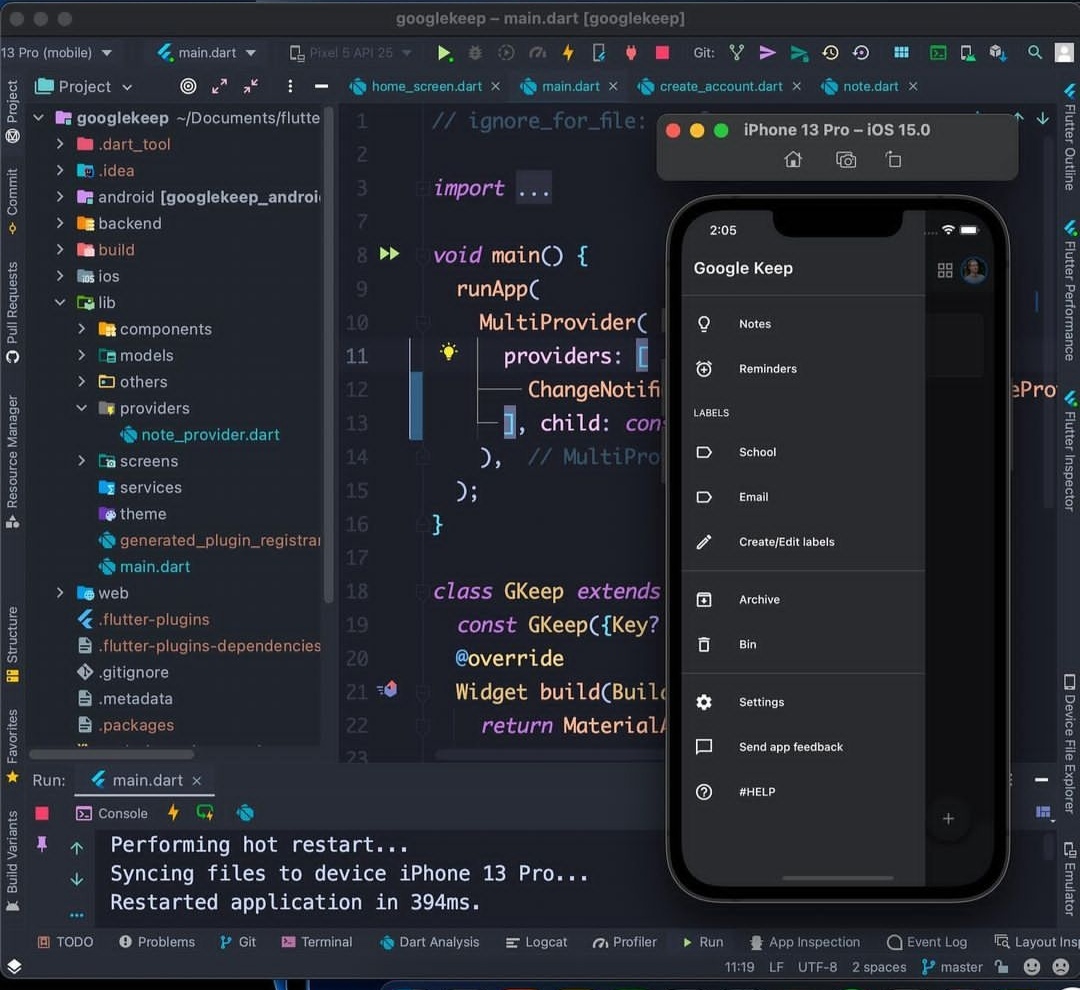 googlekeep – main.dart [googlekeep]
13 Pro (mobile)
main.dart
Pixel 5 API 25
Git:
Project
home_screen.dart
main.dart
create_account.dart
note.dart
Project
Commit
Pull Requests
Resource Manager
Structure
Favorites
Build Variants
googlekeep ~/Documents/flutte
.dart_tool
.idea
android [googlekeep_androi
backend
build
ios
lib
components
models
others
providers
note_provider.dart
screens
services
theme
generated_plugin_registrar
main.dart
web
.flutter-plugins
.flutter-plugins-dependencies
.gitignore
.metadata
.packages
1 // ignore_for_file:
2
3 import ...
7
8 void main() {
9 runApp(
10 MultiProvider(
11 providers: [
12 ChangeNotifi
ePro
13 ], child: con
14 ), // MultiPro
15 );
16 }
17
18 class GKeep extends
19 const GKeep({Key?
20 @override
21 Widget build(Build
22 return MaterialA
23
iPhone 13 Pro – iOS 15.0
2:05
Google Keep
Notes
Reminders
LABELS
School
Email
Create/Edit labels
Archive
Bin
Settings
Send app feedback
#HELP
Flutter Outline
Flutter Performance
Flutter Inspector
Device File Explorer
Emulator
Run:
main.dart
Console
Performing hot restart...
Syncing files to device iPhone 13 Pro...
Restarted application in 394ms.
TODO
Problems
Git
Terminal
Dart Analysis
Logcat
Profiler
Run
App Inspection
Event Log
Layout Insp
11:19 LF UTF-8 2 spaces master